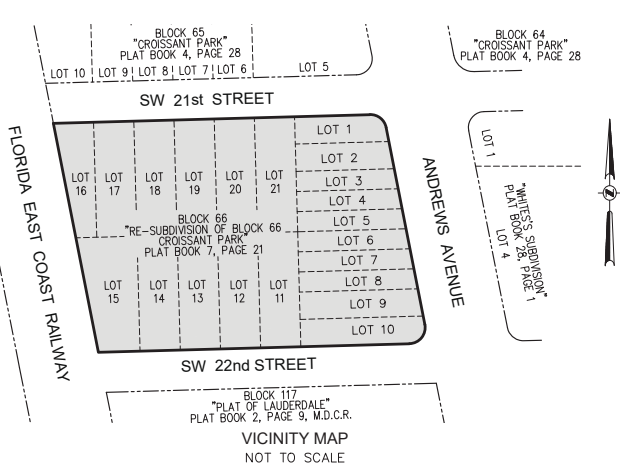 BLOCK 65
"CROISSANT PARK"
PLAT BOOK 4, PAGE 28
LOT 10
LOT 9
LOT 8
LOT 7
LOT 6
LOT 5
BLOCK 64
"CROISSANT PARK"
PLAT BOOK 4, PAGE 28
SW 21st STREET
FLORIDA EAST COAST RAILWAY
LOT
16
LOT
17
LOT
18
LOT
19
LOT
20
LOT
21
LOT 1
LOT 2
LOT 3
LOT 4
LOT 5
LOT 6
LOT 7
LOT 8
LOT 9
LOT 10
BLOCK 66
"RE-SUBDIVISION OF BLOCK 66
CROISSANT PARK"
PLAT BOOK 7, PAGE 21
LOT
15
LOT
14
LOT
13
LOT
12
LOT
11
ANDREWS AVENUE
LOT 1
"WHITES'S SUBDIVISION"
PLAT BOOK 28, PAGE 1
LOT 4
SW 22nd STREET
BLOCK 117
"PLAT OF LAUDERDALE"
PLAT BOOK 2, PAGE 9, M.D.C.R.
VICINITY MAP
NOT TO SCALE